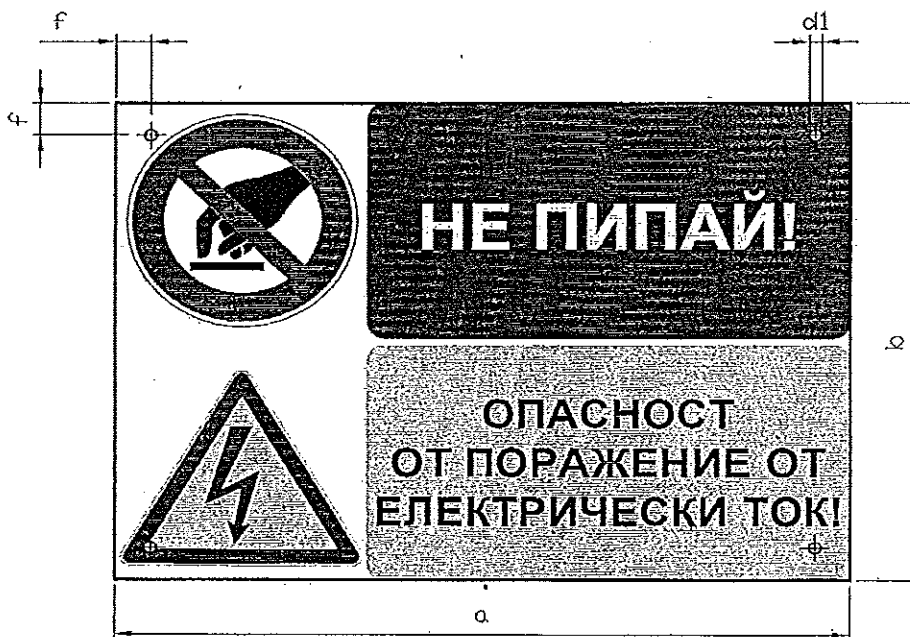 f
d1
f
НЕ ПИПАЙ!
b
ОПАСНОСТ
ОТ ПОРАЖЕНИЕ ОТ
ЕЛЕКТРИЧЕСКИ ТОК!
a